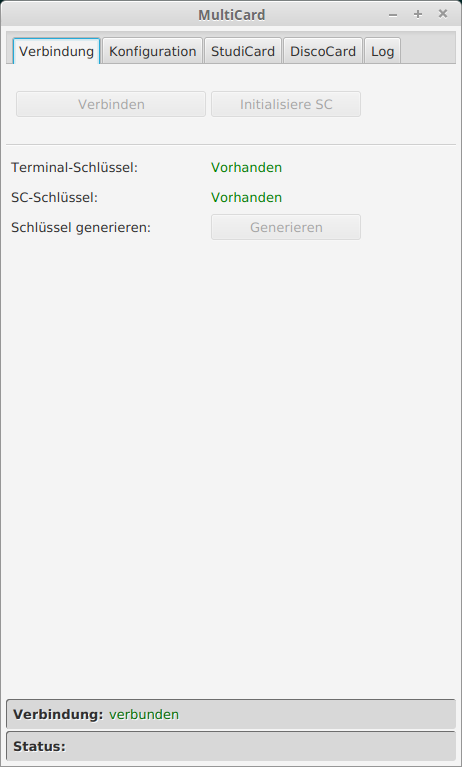 MultiCard
Verbindung Konfiguration StudiCard DiscoCard Log
Verbinden Initialisiere SC
Terminal-Schlüssel: Vorhanden
SC-Schlüssel: Vorhanden
Schlüssel generieren: Generieren
Verbindung: verbunden
Status: